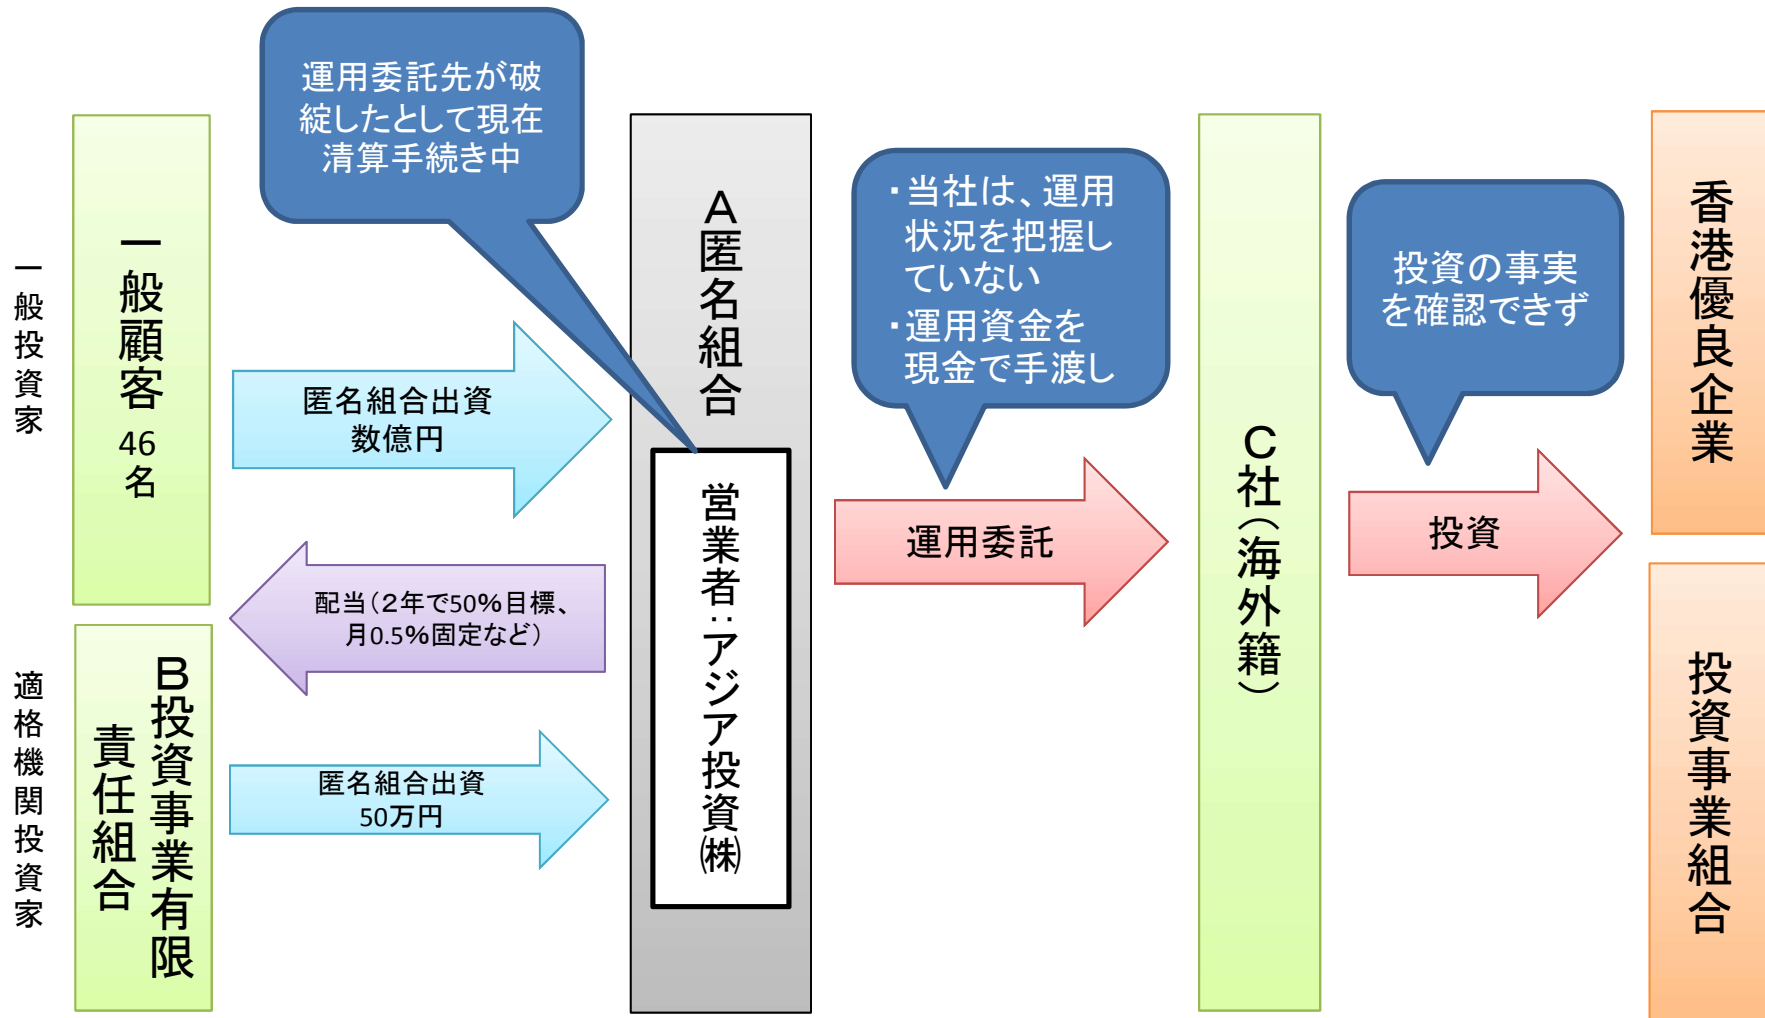 一般投資家
適格機関投資家
一般顧客 46名
B投資事業有限
責任組合
運用委託先が破
綻したとして現在
清算手続き中
匿名組合出資
数億円
配当（２年で50％目標、
月0.5％固定など）
匿名組合出資
50万円
A匿名組合
営業者：アジア投資㈱
・当社は、運用
状況を把握し
ていない
・運用資金を
現金で手渡し
運用委託
C社（海外籍）
投資の事実
を確認できず
投資
香港優良企業
投資事業組合